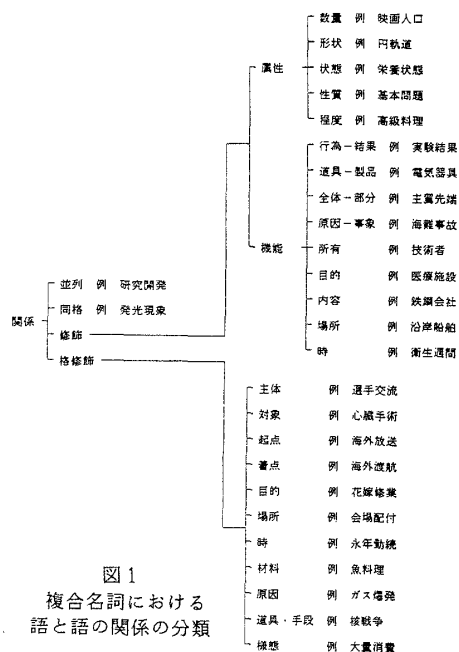 関係
並列 例 研究開発
同格 例 発光現象
修飾
格修飾
属性
数量 例 映画人口
形状 例 円軌道
状態 例 栄養状態
性質 例 基本問題
程度 例 高級料理
機能
行為－結果 例 実験結果
道具－製品 例 電気器具
全体－部分 例 主翼先端
原因－事象 例 海難事故
所有 例 技術者
目的 例 医療施設
内容 例 鉄鋼会社
場所 例 沿岸船舶
時 例 衛生週間
主体 例 選手交流
対象 例 心臓手術
起点 例 海外放送
着点 例 海外渡航
目的 例 花嫁修業
場所 例 会場配付
時 例 永年勤続
材料 例 魚料理
原因 例 ガス爆発
道具・手段 例 核戦争
様態 例 大量消費
図1
複合名詞における
語と語の関係の分類